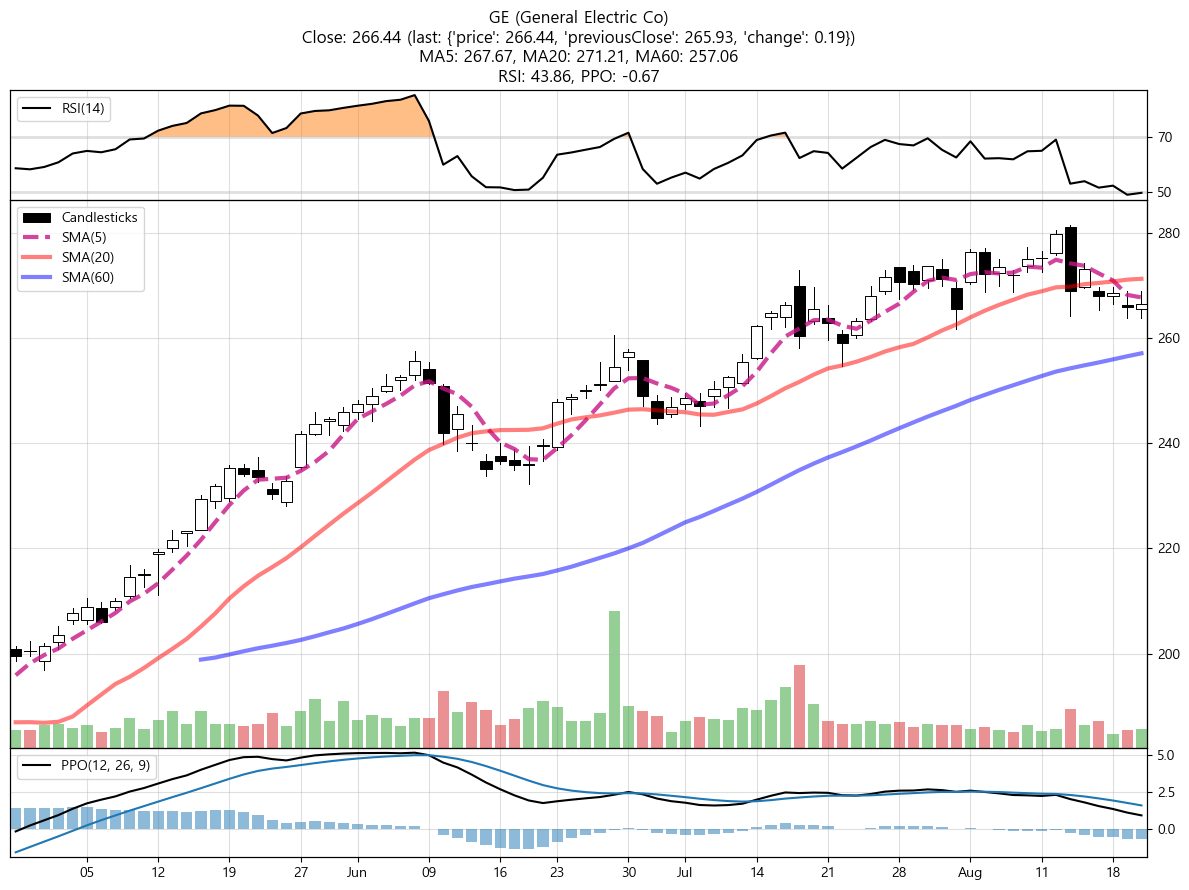 GE (General Electric Co)
Close: 266.44 (last: {'price': 266.44, 'previousClose': 265.93, 'change': 0.19})
MA5: 267.67, MA20: 271.21, MA60: 257.06
RSI: 43.86, PPO: -0.67
RSI(14)
70
50
Candlesticks
SMA(5)
SMA(20)
SMA(60)
280
260
240
220
200
PPO(12, 26, 9)
5.0
2.5
0.0
05 12 19 27 Jun 09 16 23 30 Jul 14 21 28 Aug 11 18